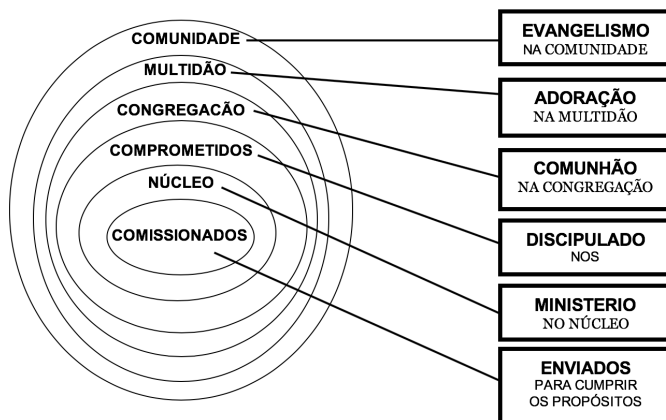 COMUNIDADE
MULTIDÃO
CONGREGACÃO
COMPROMETIDOS
NÚCLEO
COMISSIONADOS
EVANGELISMO
NA COMUNIDADE
ADORAÇÃO
NA MULTIDÃO
COMUNHÃO
NA CONGREGAÇÃO
DISCIPULADO
NOS
MINISTERIO
NO NÚCLEO
ENVIADOS
PARA CUMPRIR
OS PROPÓSITOS